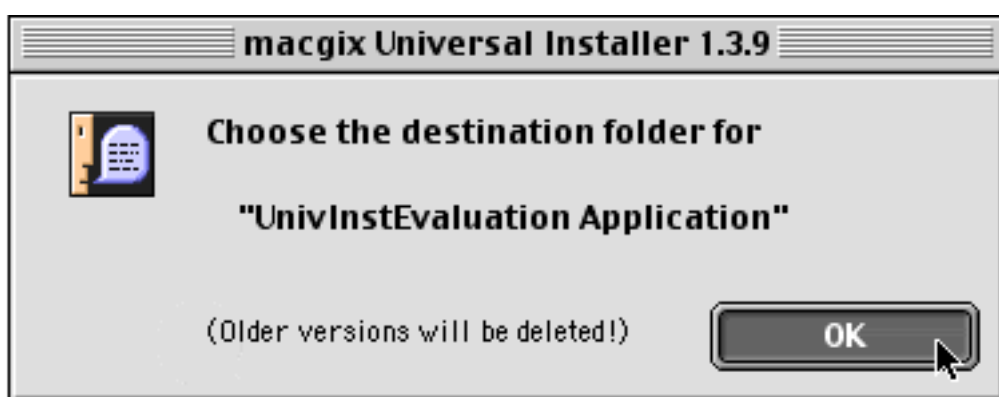 macgix Universal Installer 1.3.9
Choose the destination folder for
"UnivInstEvaluation Application"
(Older versions will be deleted!)
OK